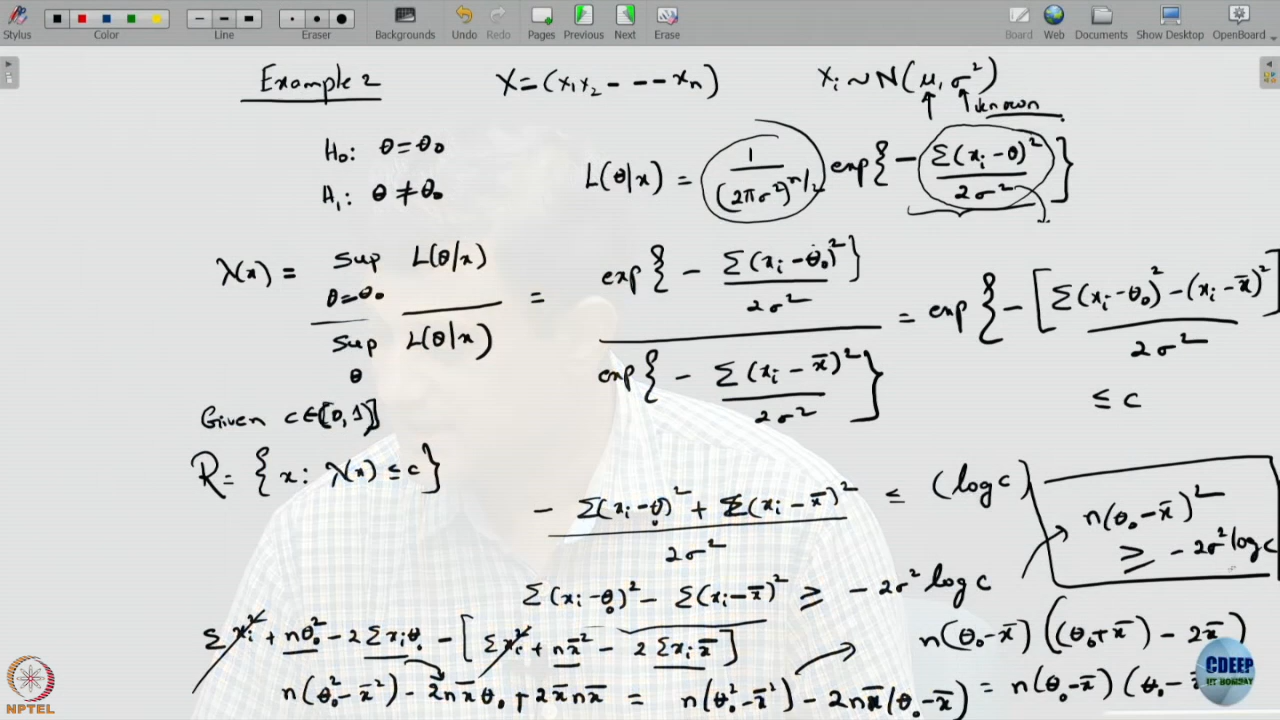 Stylus Color Line Eraser Backgrounds Undo Redo Pages Previous Next Erase Board Web Documents Show Desktop OpenBoard
Example 2 X = (x₁ x₂ - - - - xₙ) Xᵢ ~ N(μ, σ²)
known
H₀: θ = θ₀
H₁: θ ≠ θ₀
L(θ|x) = 1/(2πσ²)^{n/2} exp{ - Σ(xᵢ - θ)²/2σ² }
λ(x) = sup_{θ=θ₀} L(θ|x) / sup_θ L(θ|x) = exp{ - Σ(xᵢ - θ₀)²/2σ² } / exp{ - Σ(xᵢ - x̄)²/2σ² } = exp{ - [ Σ(xᵢ - θ₀)² - (xᵢ - x̄)² / 2σ² ]
≤ c
Given c ∈ [0, 1]
R = { x : λ(x) ≤ c }
- Σ(xᵢ - θ₀)² + Σ(xᵢ - x̄)² / 2σ² ≤ (log c)
n(θ₀ - x̄)²
≥ - 2σ² log c
Σ(xᵢ - θ₀)² - Σ(xᵢ - x̄)² ≥ - 2σ² log c
Σxᵢ² + nθ₀² - 2Σxᵢθ₀ - [ Σxᵢ² + nx̄² - 2Σxᵢx̄ ]
n(θ₀ - x̄)((θ₀ + x̄) - 2x̄)
n(θ₀² - x̄²) - 2nx̄θ₀ + 2x̄nx̄ = n(θ₀² - x̄²) - 2nx̄(θ₀ - x̄) = n(θ₀ - x̄)(θ₀ -
NPTEL
CDEEP
IIT BOMBAY